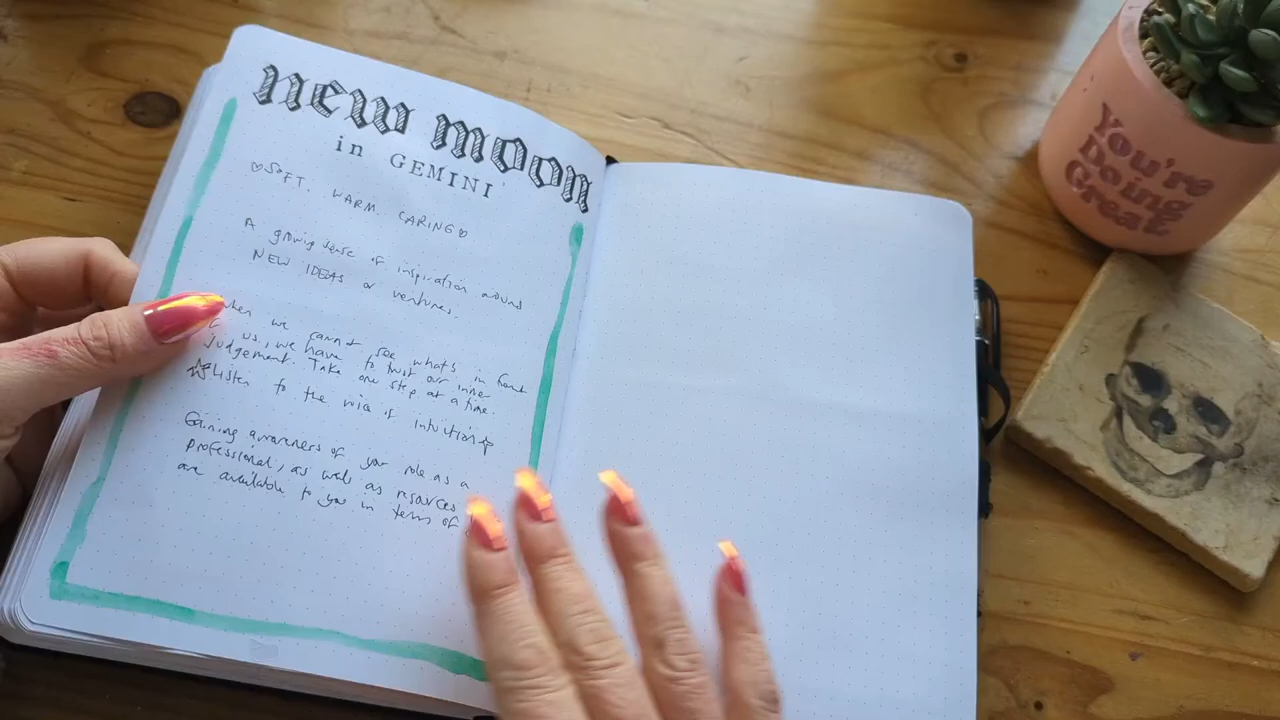 new moon
in GEMINI
♡SOFT. WARM. CARING♡
A growing sense of inspiration around
NEW IDEAS or ventures.
When we cannot see what's in front
us, we have to trust our inner
Judgement. Take one step at a time.
☆Listen to the voice of intuition
Gaining awareness of your role as a
professional, as well as resources
are available to you in terms of
You're
Doing
Great